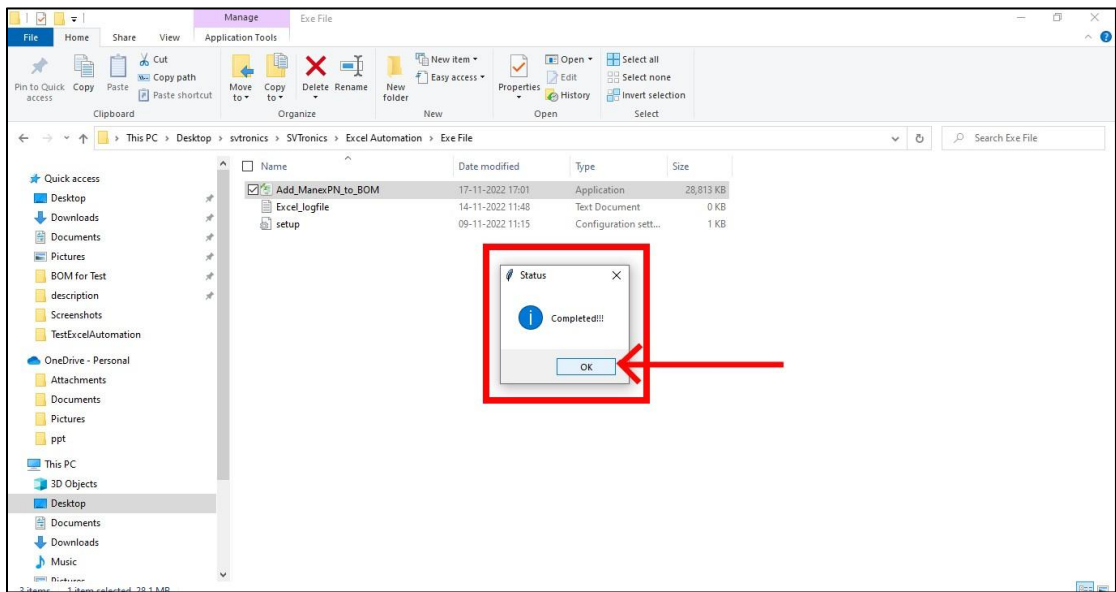 Manage Exe File
File Home Share View Application Tools
Pin to Quick access
Copy
Paste
Cut
Copy path
Paste shortcut
Clipboard
Move to
Copy to
Delete
Rename
Organize
New folder
New item
Easy access
New
Properties
Open
Edit
History
Open
Select all
Select none
Invert selection
Select
This PC > Desktop > svtronics > SVTronics > Excel Automation > Exe File
Search Exe File
Name Date modified Type Size
Add_ManexPN_to_BOM 17-11-2022 17:01 Application 28,813 KB
Excel_logfile 14-11-2022 11:48 Text Document 0 KB
setup 09-11-2022 11:15 Configuration sett... 1 KB
Quick access
Desktop
Downloads
Documents
Pictures
BOM for Test
description
Screenshots
TestExcelAutomation
OneDrive - Personal
Attachments
Documents
Pictures
ppt
This PC
3D Objects
Desktop
Documents
Downloads
Music
Pictures
3 items 1 item selected 28.1 MB
Status
Completed!!!
OK